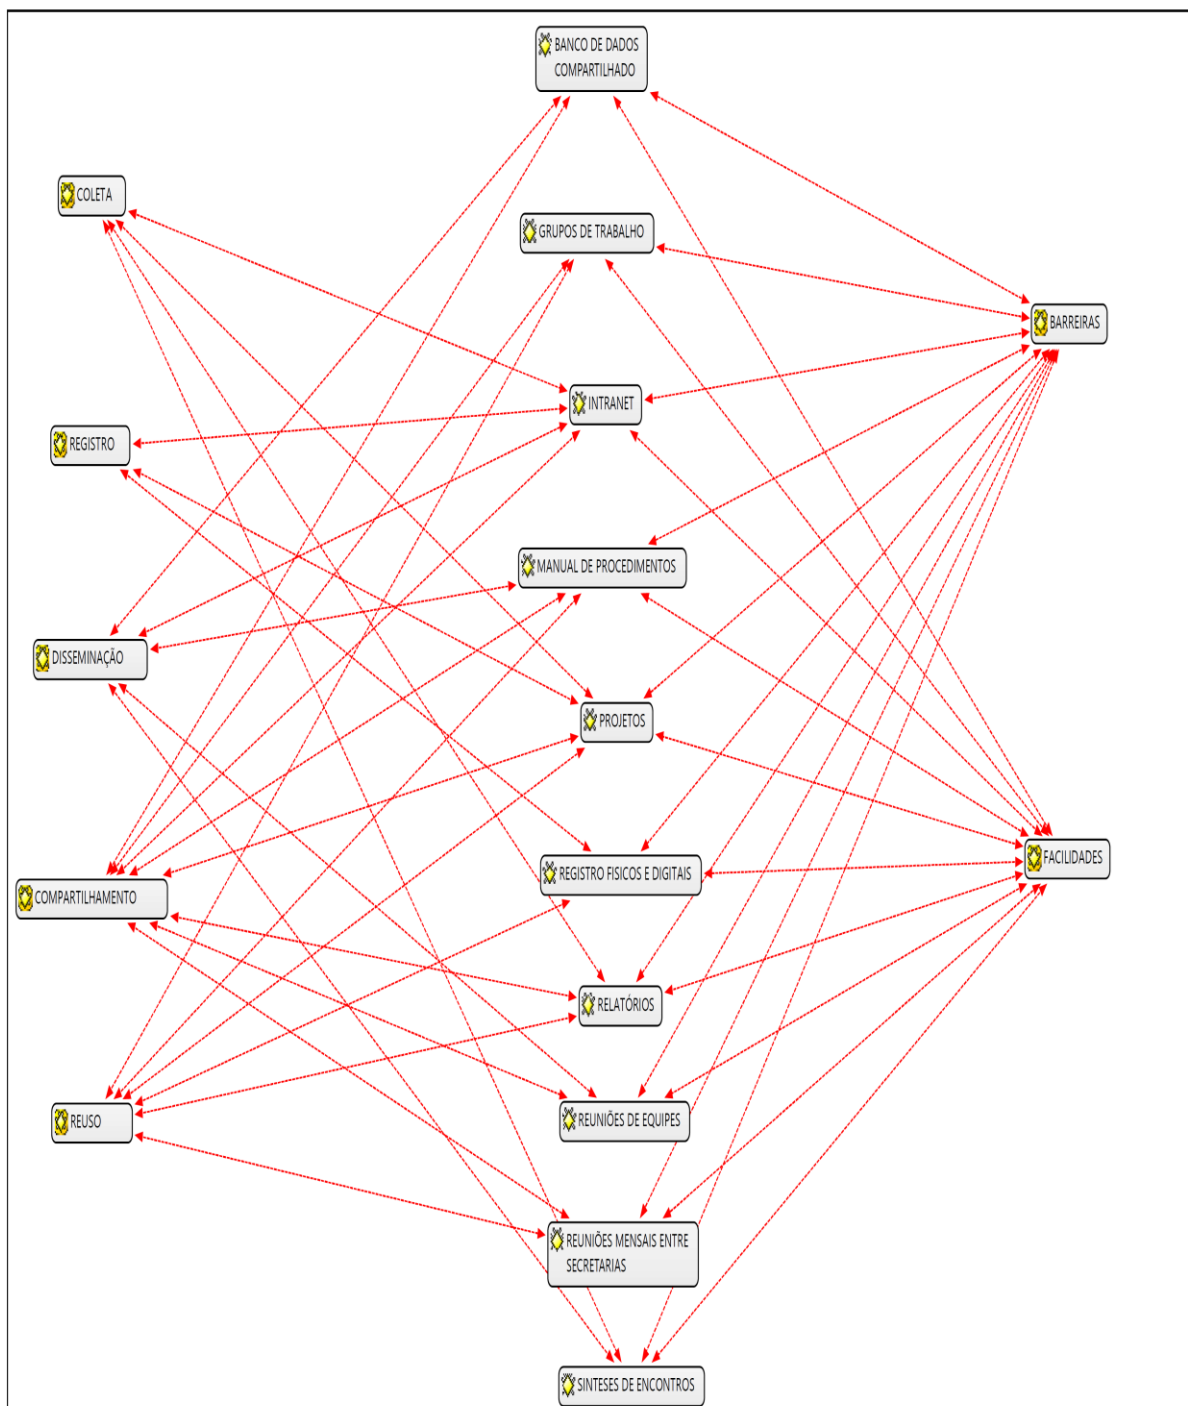 BANCO DE DADOS
COMPARTILHADO
COLETA
GRUPOS DE TRABALHO
BARREIRAS
INTRANET
REGISTRO
MANUAL DE PROCEDIMENTOS
DISSEMINAÇÃO
PROJETOS
FACILIDADES
REGISTRO FISICOS E DIGITAIS
COMPARTILHAMENTO
RELATÓRIOS
REUSO
REUNIÕES DE EQUIPES
REUNIÕES MENSAIS ENTRE
SECRETARIAS
SINTESES DE ENCONTROS